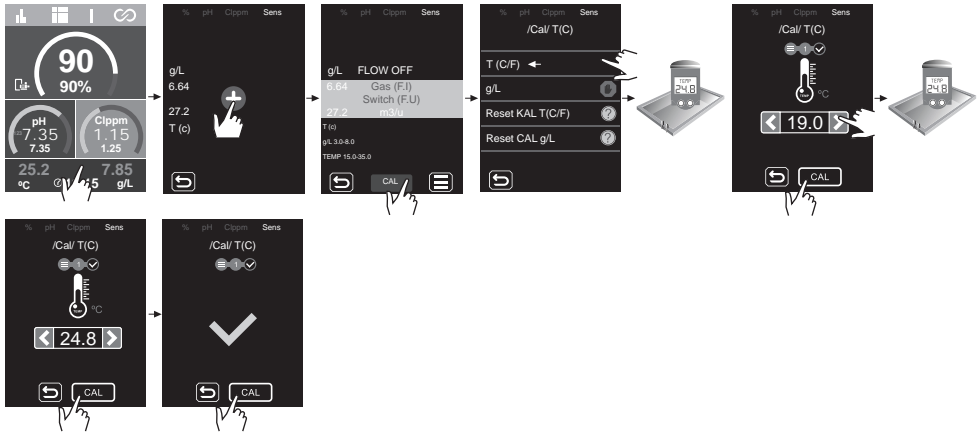 90
90%
pH
7.35
7.35
Clppm
1.15
1.25
25.2
ºC
7.85
g/L
% pH Clppm Sens
g/L
6.64
27.2
T (c)
% pH Clppm Sens
g/L FLOW OFF
6.64 Gas (F.I)
Switch (F.U)
27.2 m3/u
T (c)
g/L 3.0-8.0
TEMP 15.0-35.0
CAL
% pH Clppm Sens
/Cal/ T(C)
T (C/F)
g/L
Reset KAL T(C/F) ?
Reset CAL g/L ?
TEMP
24.8
% pH Clppm Sens
/Cal/ T(C)
1
TEMP
ºC
19.0
CAL
TEMP
24.8
% pH Clppm Sens
/Cal/ T(C)
1
TEMP
ºC
24.8
CAL
% pH Clppm Sens
/Cal/ T(C)
1
CAL